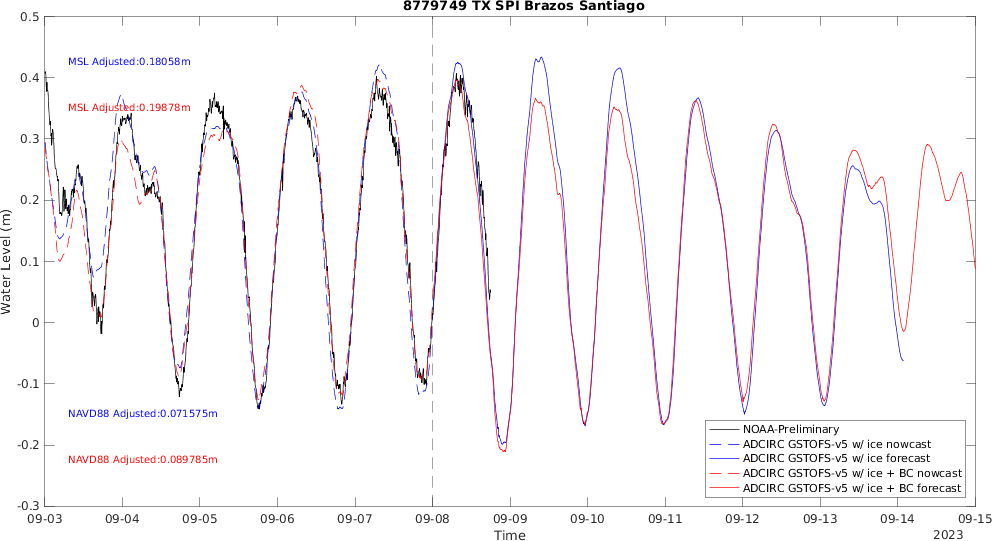 8779749 TX SPI Brazos Santiago
0.5
0.4
0.3
0.2
0.1
0
-0.1
-0.2
-0.3
Water Level (m)
MSL Adjusted:0.18058m
MSL Adjusted:0.19878m
NAVD88 Adjusted:0.071575m
NAVD88 Adjusted:0.089785m
NOAA-Preliminary
ADCIRC GSTOFS-v5 w/ ice nowcast
ADCIRC GSTOFS-v5 w/ ice forecast
ADCIRC GSTOFS-v5 w/ ice + BC nowcast
ADCIRC GSTOFS-v5 w/ ice + BC forecast
09-03 09-04 09-05 09-06 09-07 09-08 09-09 09-10 09-11 09-12 09-13 09-14 09-15
Time
2023